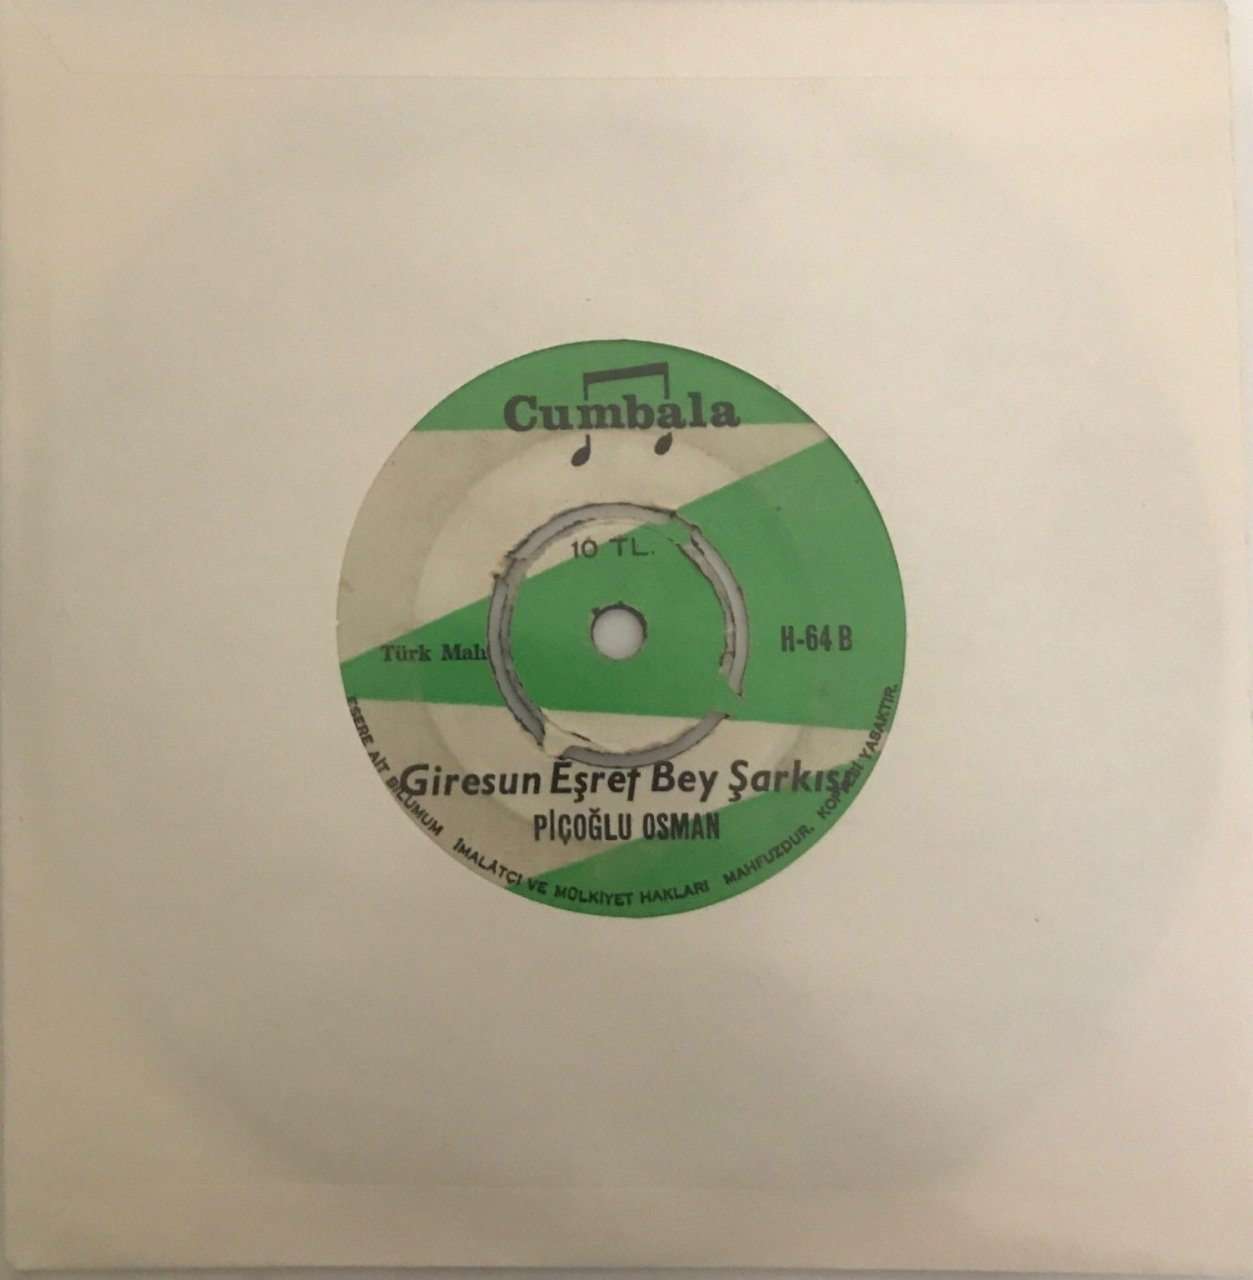 Cumbala
10 TL.
H-64 B
Türk Mah
Giresun Eşref Bey Şarkısı
PİÇOĞLU OSMAN
ESERE AİT BİLUMUM İMALÂTÇI VE MÜLKİYET HAKLARI MAHFUZDUR. KOPYESİ YASAKTIR.